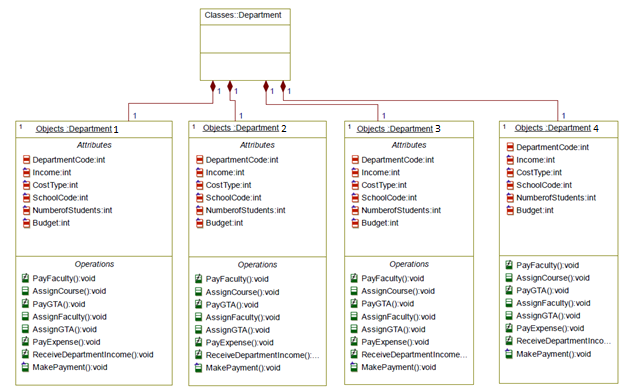 Classes::Department
1 1 1 1
1 1 1 1
1 Objects ::Department 1
Attributes
DepartmentCode:int
Income:int
CostType:int
SchoolCode:int
NumberofStudents:int
Budget:int
Operations
PayFaculty():void
AssignCourse():void
PayGTA():void
AssignFaculty():void
AssignGTA():void
PayExpense():void
ReceiveDepartmentIncome():void
MakePayment():void
1 Objects ::Department 2
Attributes
DepartmentCode:int
Income:int
CostType:int
SchoolCode:int
NumberofStudents:int
Budget:int
Operations
PayFaculty():void
AssignCourse():void
PayGTA():void
AssignFaculty():void
AssignGTA():void
PayExpense():void
ReceiveDepartmentIncome():...
MakePayment():void
1 Objects ::Department 3
Attributes
DepartmentCode:int
Income:int
CostType:int
SchoolCode:int
NumberofStudents:int
Budget:int
Operations
PayFaculty():void
AssignCourse():void
PayGTA():void
AssignFaculty():void
AssignGTA():void
PayExpense():void
ReceiveDepartmentIncome...
MakePayment():void
1 Objects ::Department 4
DepartmentCode:int
Income:int
CostType:int
SchoolCode:int
NumberofStudents:int
Budget:int
PayFaculty():void
AssignCourse():void
PayGTA():void
AssignFaculty():void
AssignGTA():void
PayExpense():void
ReceiveDepartmentInco...
MakePayment():void